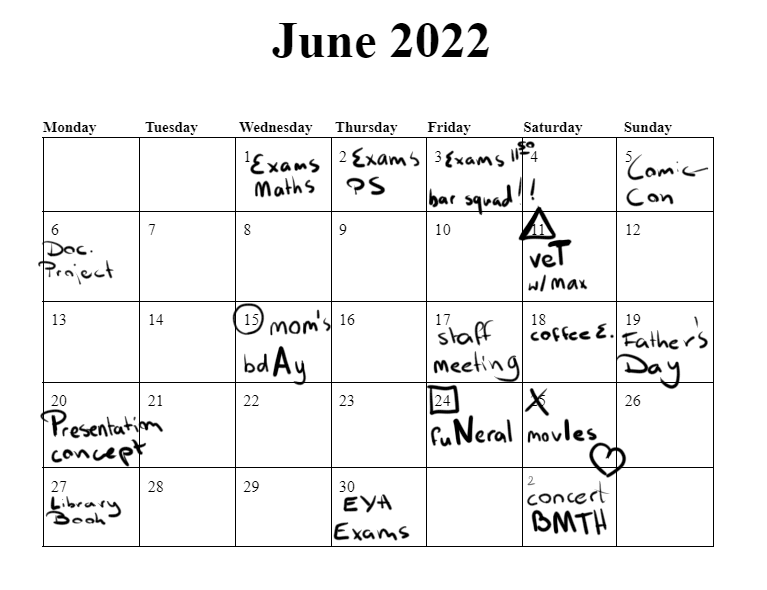 June 2022
Monday Tuesday Wednesday Thursday Friday Saturday Sunday
1 Exams 2 Exams 3 Exams 4 5 Comic
Maths PS bar squad!! Con
6 7 8 9 10 11 12
Doc. vet
Project w/ max
13 14 15 mom's 16 17 staff 18 coffee E. 19 Father's
bdAy meeting Day
20 21 22 23 24 25 26
Presentation fuNeral movies
concept
27 28 29 30 2
Library EYA concert
Book Exams BMTH